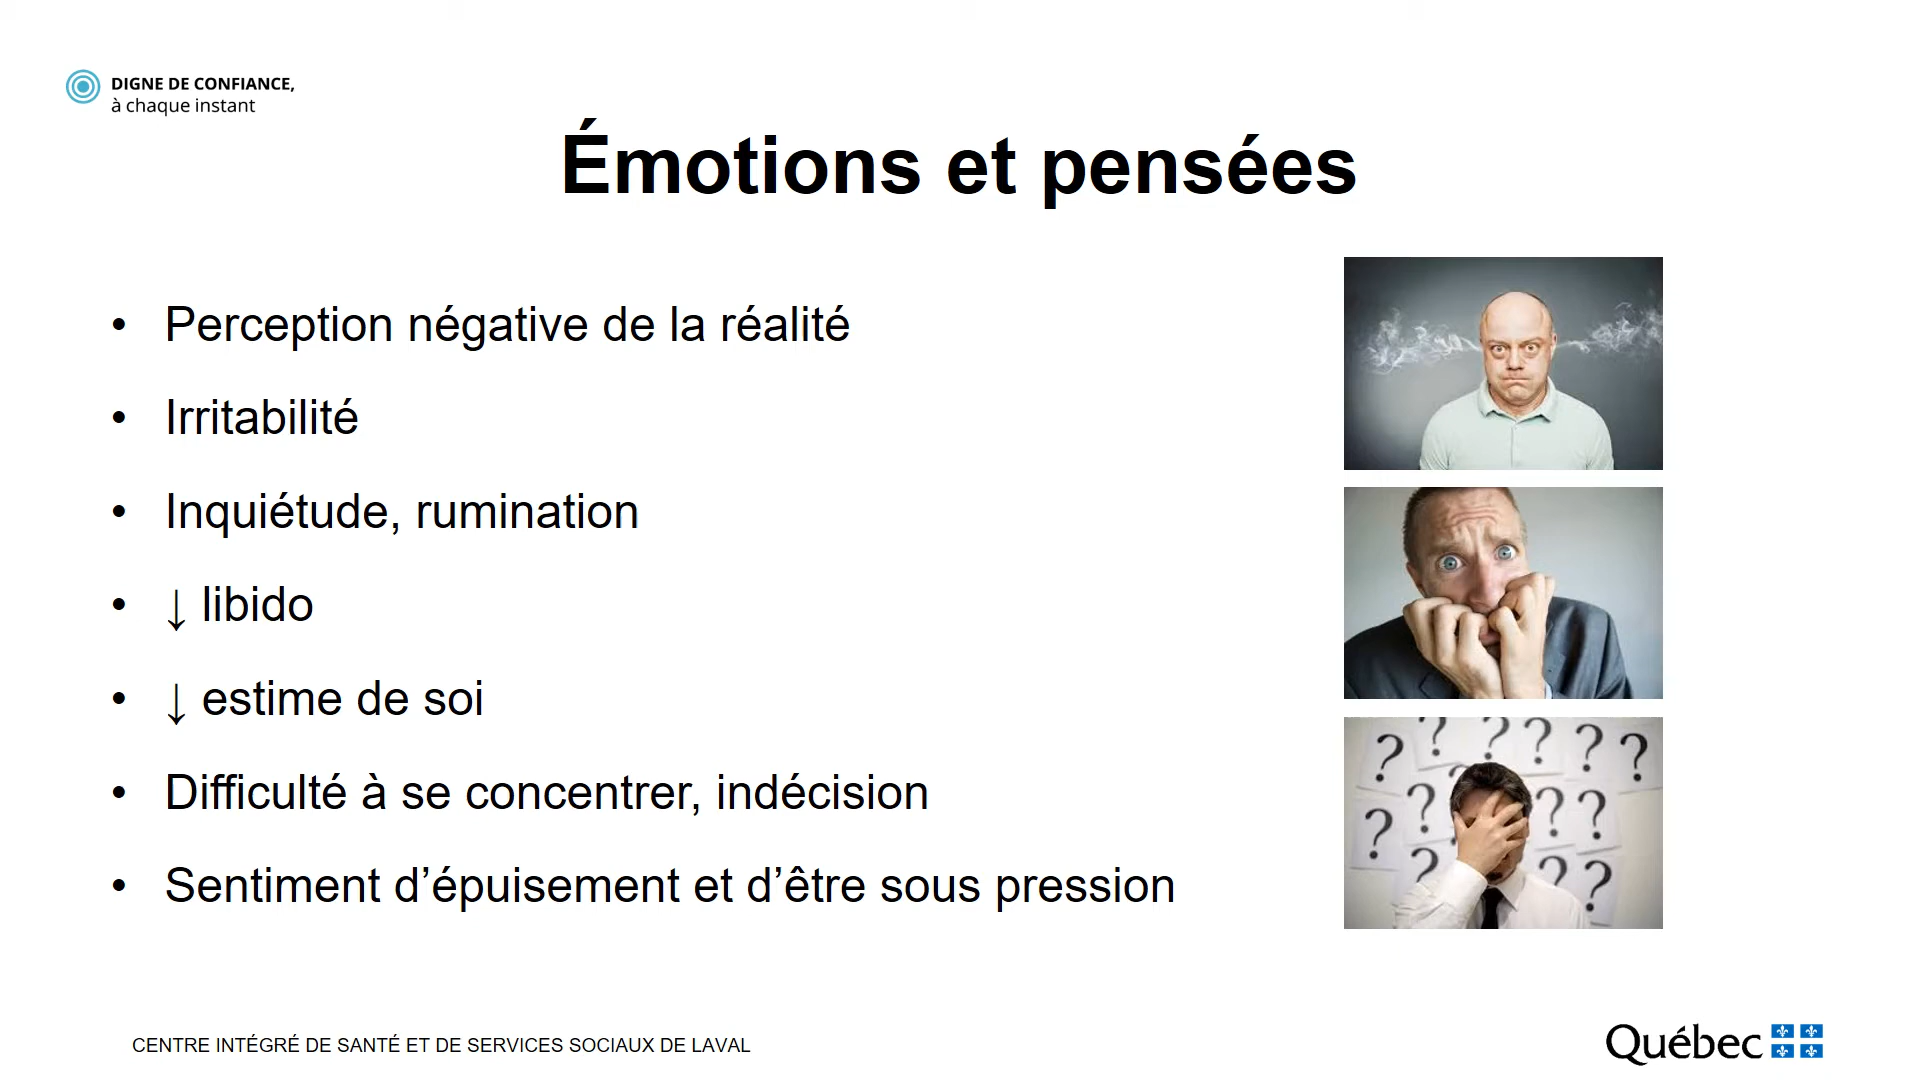 DIGNE DE CONFIANCE,
à chaque instant
Émotions et pensées
• Perception négative de la réalité
• Irritabilité
• Inquiétude, rumination
• ↓ libido
• ↓ estime de soi
• Difficulté à se concentrer, indécision
• Sentiment d’épuisement et d’être sous pression
? ? ? ? ? ?
? ? ? ?
? ? ? ?
CENTRE INTÉGRÉ DE SANTÉ ET DE SERVICES SOCIAUX DE LAVAL
Québec